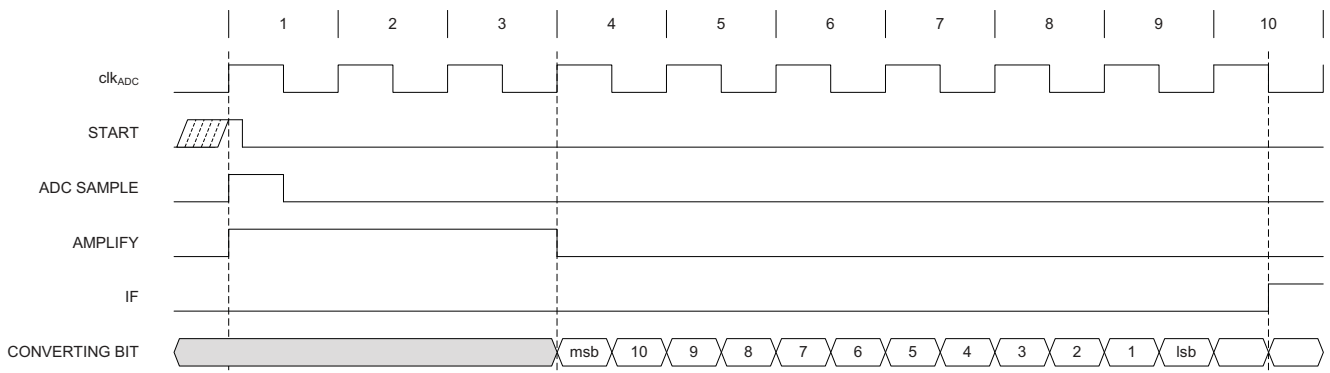 1 2 3 4 5 6 7 8 9 10
clkADC
START
ADC SAMPLE
AMPLIFY
IF
CONVERTING BIT msb 10 9 8 7 6 5 4 3 2 1 lsb